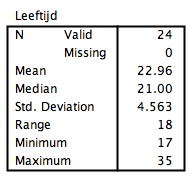 Leeftijd
N Valid 24
Missing 0
Mean 22.96
Median 21.00
Std. Deviation 4.563
Range 18
Minimum 17
Maximum 35